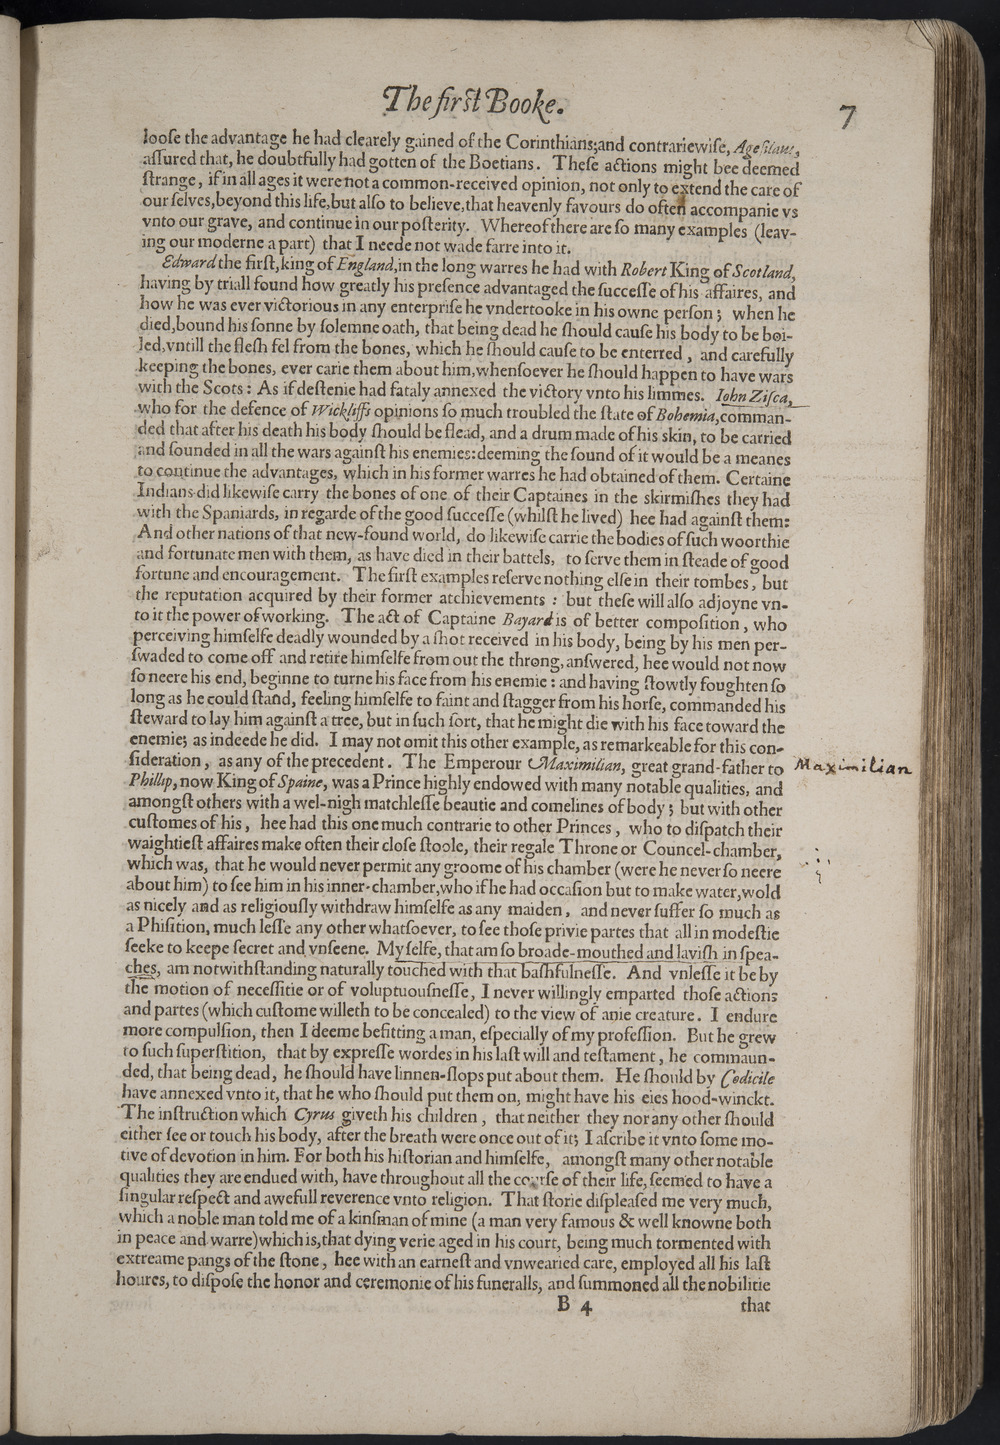 The first Booke.
7
loose the advantage he had clearely gained of the Corinthians;and contrariewise, Agesilaus,
assured that, he doubtfully had gotten of the Boetians. These actions might bee deemed
strange, if in all ages it were not a common-received opinion, not only to extend the care of
our selves,beyond this life,but also to believe,that heavenly favours do often accompanie vs
vnto our grave, and continue in our posterity. Whereof there are so many examples (leav-
ing our moderne a part) that I neede not wade farre into it.
Edward the first,king of England,in the long warres he had with Robert King of Scotland,
having by triall found how greatly his presence advantaged the successe of his affaires, and
how he was ever victorious in any enterprise he vndertooke in his owne person; when he
died,bound his sonne by solemne oath, that being dead he should cause his body to be boi-
led,vntill the flesh fel from the bones, which he should cause to be enterred, and carefully
keeping the bones, ever carie them about him,whensoever he should happen to have wars
with the Scots: As if destenie had fataly annexed the victory vnto his limmes. Iohn Zisca,
who for the defence of Wickliffs opinions so much troubled the state of Bohemia,comman-
ded that after his death his body should be flead, and a drum made of his skin, to be carried
and sounded in all the wars against his enemies:deeming the sound of it would be a meanes
to continue the advantages, which in his former warres he had obtained of them. Certaine
Indians did likewise carry the bones of one of their Captaines in the skirmishes they had
with the Spaniards, in regarde of the good successe (whilst he lived) hee had against them:
And other nations of that new-found world, do likewise carrie the bodies of such woorthie
and fortunate men with them, as have died in their battels, to serve them in steade of good
fortune and encouragement. The first examples reserve nothing else in their tombes, but
the reputation acquired by their former atchievements : but these will also adjoyne vn-
to it the power of working. The act of Captaine Bayard is of better composition, who
perceiving himselfe deadly wounded by a shot received in his body, being by his men per-
swaded to come off and retire himselfe from out the throng, answered, hee would not now
so neere his end, beginne to turne his face from his enemie : and having stowtly foughten so
long as he could stand, feeling himselfe to faint and stagger from his horse, commanded his
steward to lay him against a tree, but in such sort, that he might die with his face toward the
enemie; as indeede he did. I may not omit this other example, as remarkeable for this con-
sideration, as any of the precedent. The Emperour Maximilian, great grand-father to
Maximilian
Phillip, now King of Spaine, was a Prince highly endowed with many notable qualities, and
amongst others with a wel-nigh matchlesse beautie and comelines of body; but with other
customes of his, hee had this one much contrarie to other Princes, who to dispatch their
waightiest affaires make often their close stoole, their regale Throne or Councel-chamber,
which was, that he would never permit any groome of his chamber (were he never so neere
about him) to see him in his inner-chamber,who if he had occasion but to make water,wold
as nicely and as religiously withdraw himselfe as any maiden, and never suffer so much as
a Phisition, much lesse any other whatsoever, to see those privie partes that all in modestie
seeke to keepe secret and vnseene. My selfe, that am so broade-mouthed and lavish in spea-
ches, am notwithstanding naturally touched with that bashfulnesse. And vnlesse it be by
the motion of necessitie or of voluptuousnesse, I never willingly emparted those actions
and partes (which custome willeth to be concealed) to the view of anie creature. I endure
more compulsion, then I deeme befitting a man, especially of my profession. But he grew
to such superstition, that by expresse wordes in his last will and testament, he commaun-
ded, that being dead, he should have linnen-slops put about them. He should by Codicile
have annexed vnto it, that he who should put them on, might have his eies hood-winckt.
The instruction which Cyrus giveth his children, that neither they nor any other should
either see or touch his body, after the breath were once out of it; I ascribe it vnto some mo-
tive of devotion in him. For both his historian and himselfe, amongst many other notable
qualities they are endued with, have throughout all the course of their life, seemed to have a
singular respect and awefull reverence vnto religion. That storie displeased me very much,
which a noble man told me of a kinsman of mine (a man very famous & well knowne both
in peace and warre)which is,that dying verie aged in his court, being much tormented with
extreame pangs of the stone, hee with an earnest and vnwearied care, employed all his last
houres, to dispose the honor and ceremonie of his funeralls, and summoned all the nobilitie
B 4
that